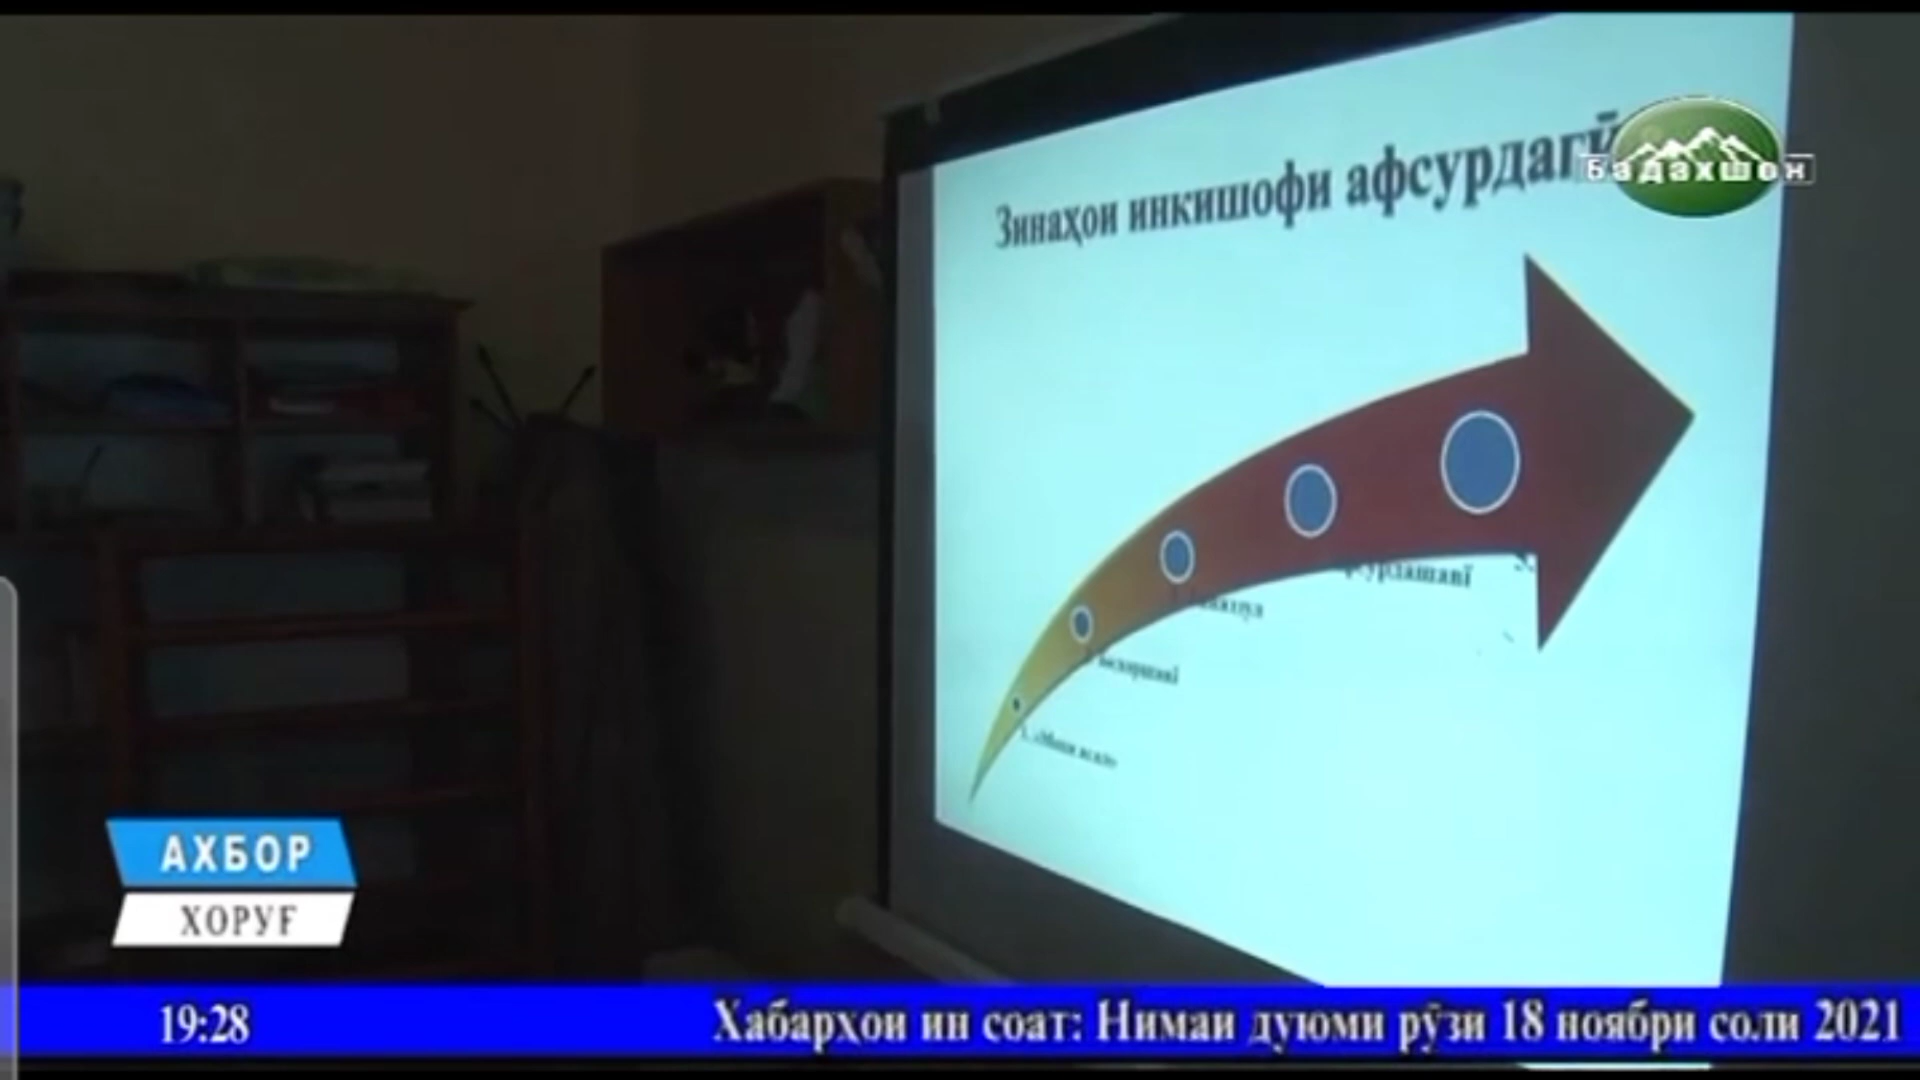 Зинаҳои инкишофи афсурдагӣ
Бадахшон
АХБОР
ХОРУҒ
19:28
Хабарҳои ин соат: Нимаи дуюми рӯзи 18 ноябри соли 2021